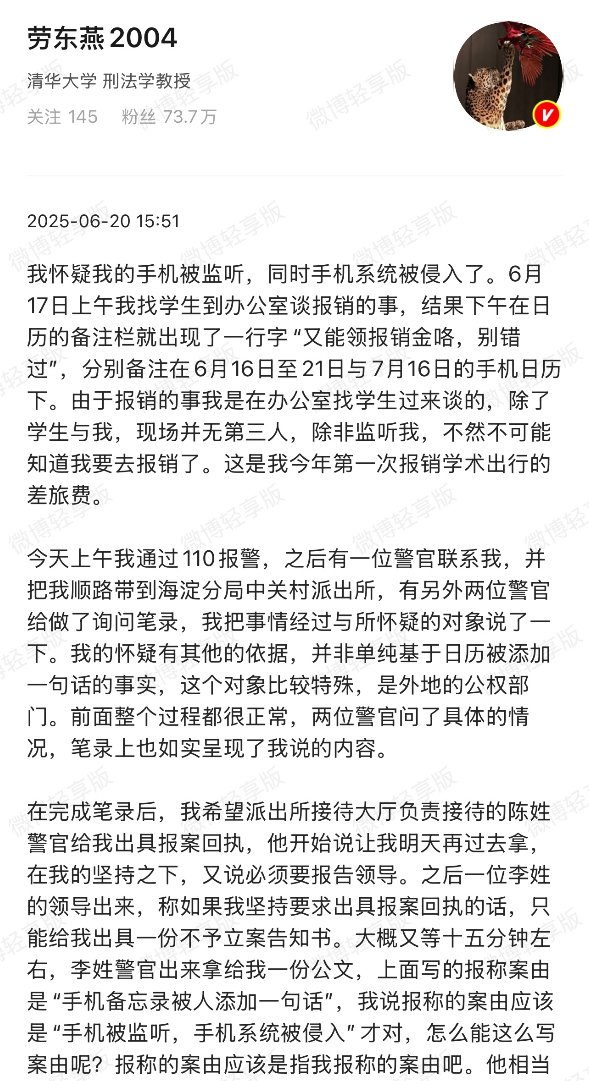 劳东燕2004
清华大学 刑法学教授
关注 145 粉丝 73.7万
2025-06-20 15:51
我怀疑我的手机被监听，同时手机系统被侵入了。6月
17日上午我找学生到办公室谈报销的事，结果下午在日
历的备注栏就出现了一行字“又能领报销金咯，别错
过”，分别备注在6月16日至21日与7月16日的手机日历
下。由于报销的事我是在办公室找学生过来谈的，除了
学生与我，现场并无第三人，除非监听我，不然不可能
知道我要去报销了。这是我今年第一次报销学术出行的
差旅费。
今天上午我通过110报警，之后有一位警官联系我，并
把我顺路带到海淀分局中关村派出所，有另外两位警官
给做了询问笔录，我把事情经过与所怀疑的对象说了一
下。我的怀疑有其他的依据，并非单纯基于日历被添加
一句话的事实，这个对象比较特殊，是外地的公权部
门。前面整个过程都很正常，两位警官问了具体的情
况，笔录上也如实呈现了我说的内容。
在完成笔录后，我希望派出所接待大厅负责接待的陈姓
警官给我出具报案回执，他开始说让我明天再过去拿，
在我的坚持之下，又说必须要报告领导。之后一位李姓
的领导出来，称如果我坚持要求出具报案回执的话，只
能给我出具一份不予立案告知书。大概又等十五分钟左
右，李姓警官出来拿给我一份公文，上面写的报称案由
是“手机备忘录被人添加一句话”，我说报称的案由应该
是“手机被监听，手机系统被侵入”才对，怎么能这么写
案由呢？报称的案由应该是指我报称的案由吧。他相当
微博轻享版